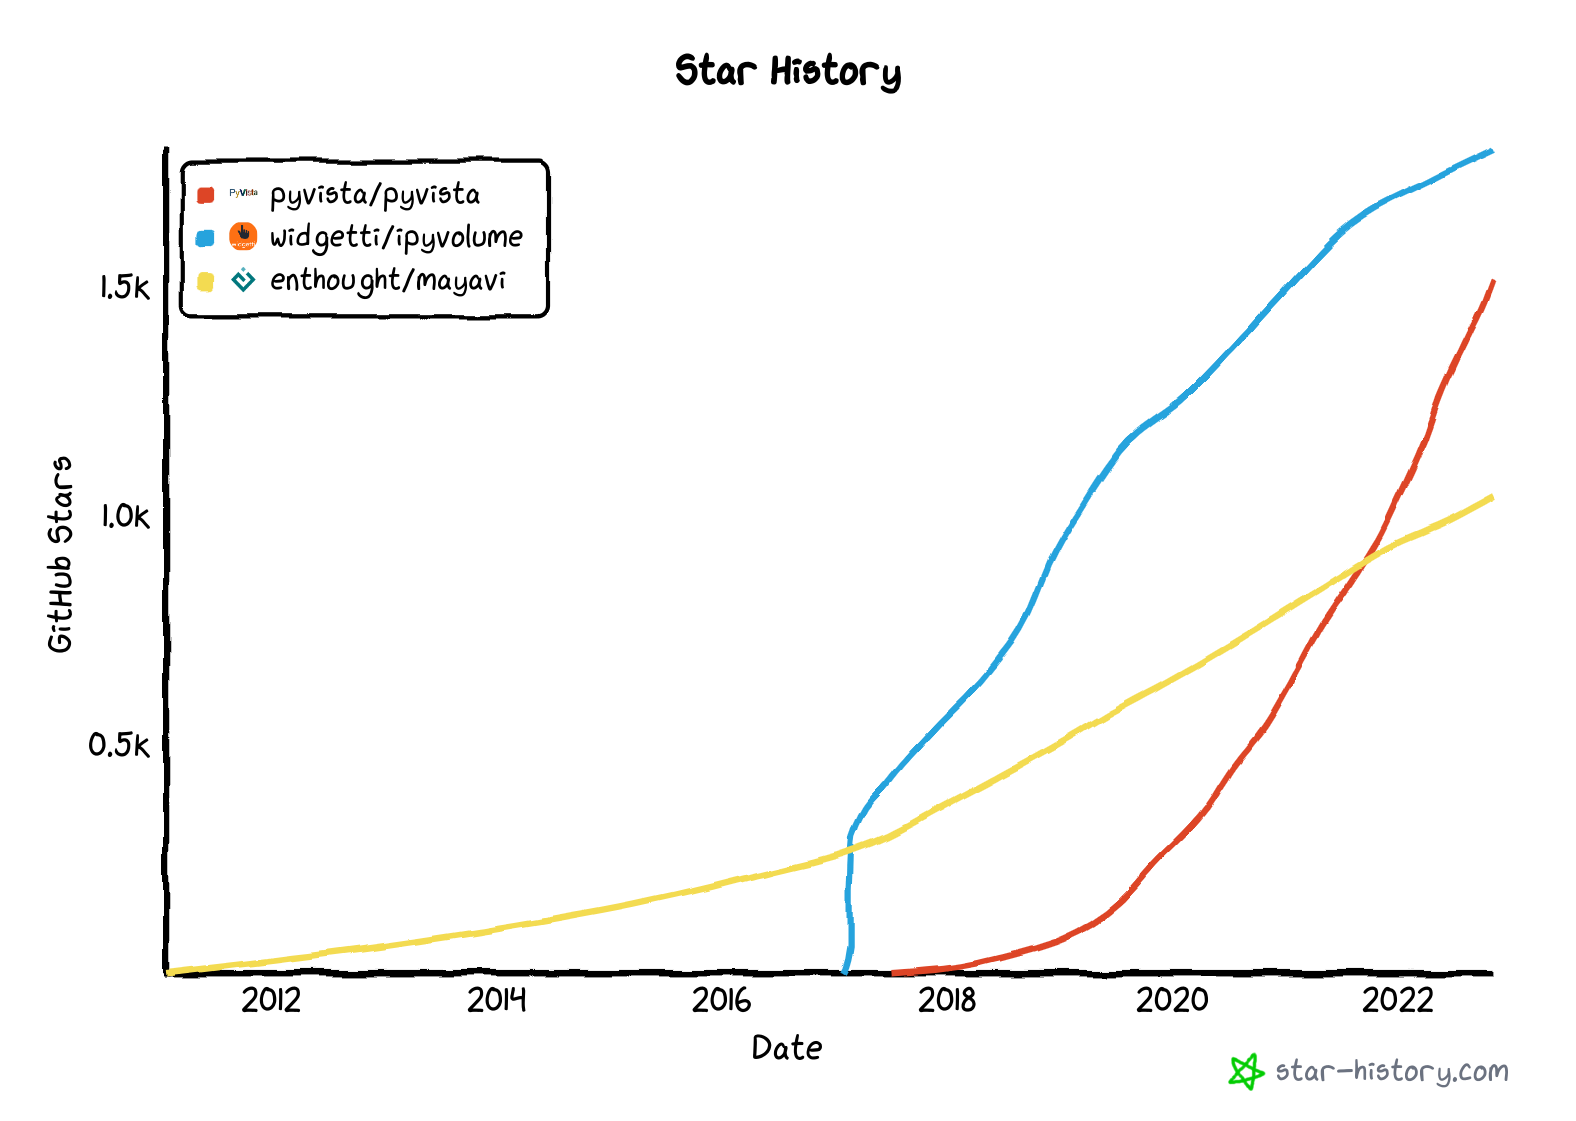 Star History
PyVista pyvista/pyvista
widgetti/ipyvolume
enthought/mayavi
1.5k
1.0k
0.5k
GitHub Stars
2012 2014 2016 2018 2020 2022
Date
star-history.com